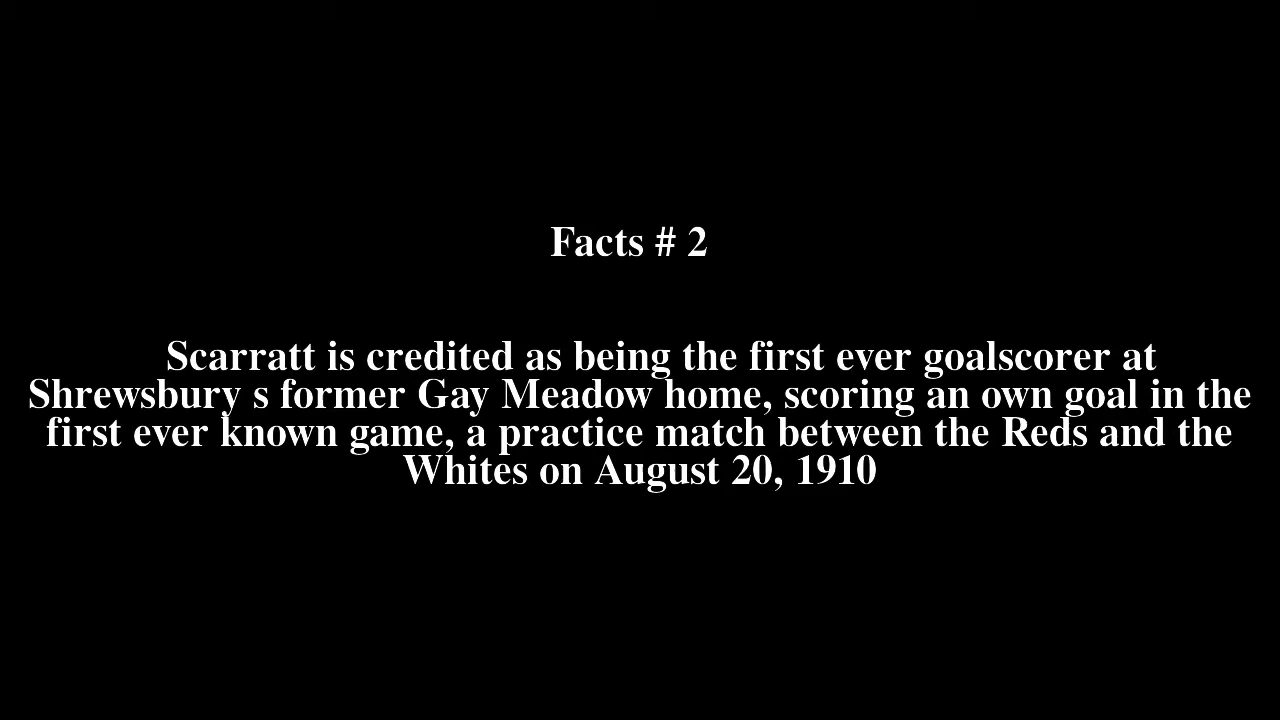 Facts # 2
Scarratt is credited as being the first ever goalscorer at
Shrewsbury s former Gay Meadow home, scoring an own goal in the
first ever known game, a practice match between the Reds and the
Whites on August 20, 1910